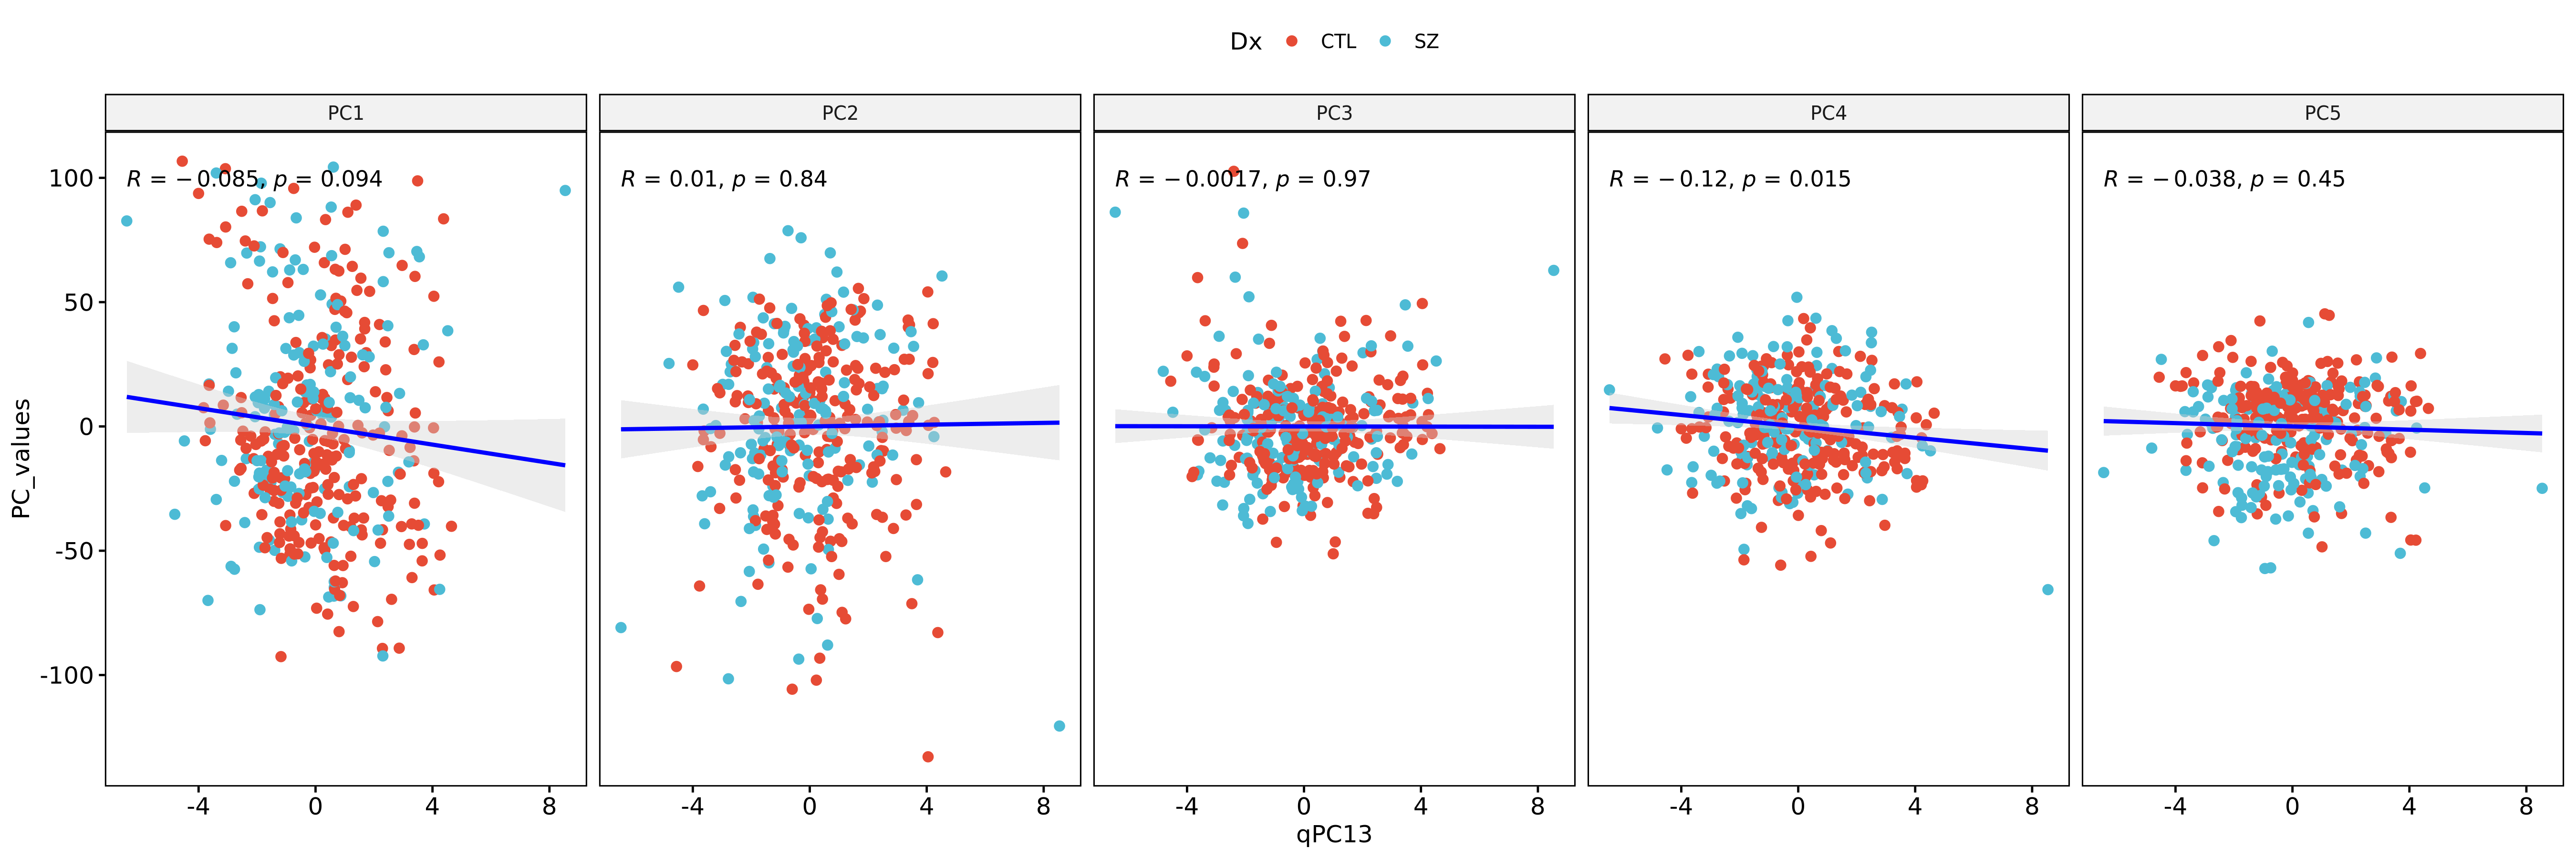 Dx CTL SZ
PC1 PC2 PC3 PC4 PC5
R = −0.085, p = 0.094 R = 0.01, p = 0.84 R = −0.0017, p = 0.97 R = −0.12, p = 0.015 R = −0.038, p = 0.45
100
50
0
-50
-100
PC_values
-4 0 4 8 -4 0 4 8 -4 0 4 8 -4 0 4 8 -4 0 4 8
qPC13